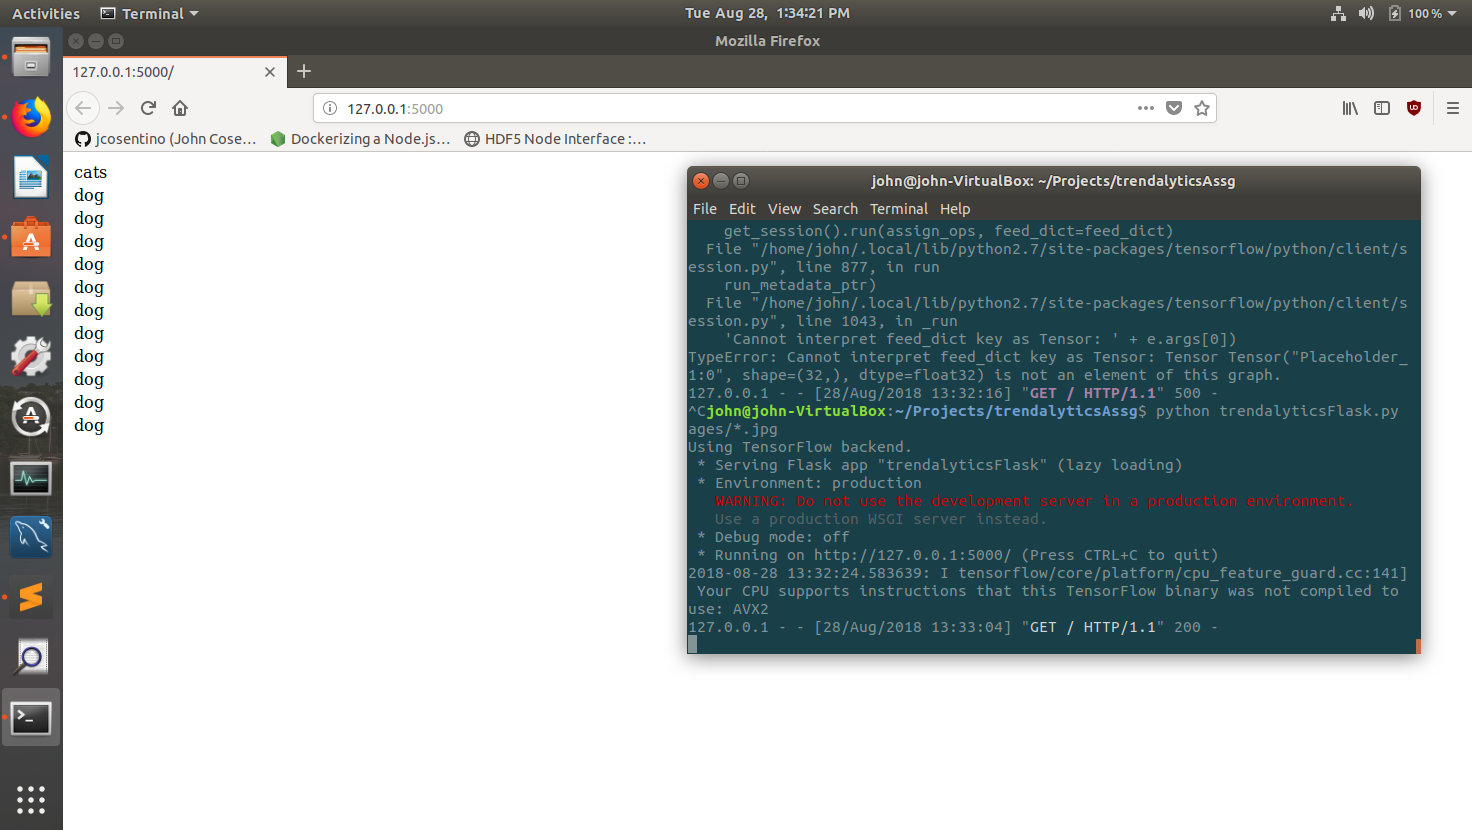 Activities Terminal Tue Aug 28, 1:34:21 PM 100%
Mozilla Firefox
127.0.0.1:5000/
127.0.0.1:5000
jcosentino (John Cose… Dockerizing a Node.js… HDF5 Node Interface :…
cats
dog
dog
dog
dog
dog
dog
dog
dog
dog
dog
dog
john@john-VirtualBox: ~/Projects/trendalyticsAssg
File Edit View Search Terminal Help
get_session().run(assign_ops, feed_dict=feed_dict)
File "/home/john/.local/lib/python2.7/site-packages/tensorflow/python/client/s
ession.py", line 877, in run
run_metadata_ptr)
File "/home/john/.local/lib/python2.7/site-packages/tensorflow/python/client/s
ession.py", line 1043, in _run
'Cannot interpret feed_dict key as Tensor: ' + e.args[0])
TypeError: Cannot interpret feed_dict key as Tensor: Tensor Tensor("Placeholder_
1:0", shape=(32,), dtype=float32) is not an element of this graph.
127.0.0.1 - - [28/Aug/2018 13:32:16] "GET / HTTP/1.1" 500 -
^Cjohn@john-VirtualBox:~/Projects/trendalyticsAssg$ python trendalyticsFlask.py
ages/*.jpg
Using TensorFlow backend.
* Serving Flask app "trendalyticsFlask" (lazy loading)
* Environment: production
WARNING: Do not use the development server in a production environment.
Use a production WSGI server instead.
* Debug mode: off
* Running on http://127.0.0.1:5000/ (Press CTRL+C to quit)
2018-08-28 13:32:24.583639: I tensorflow/core/platform/cpu_feature_guard.cc:141]
Your CPU supports instructions that this TensorFlow binary was not compiled to
use: AVX2
127.0.0.1 - - [28/Aug/2018 13:33:04] "GET / HTTP/1.1" 200 -